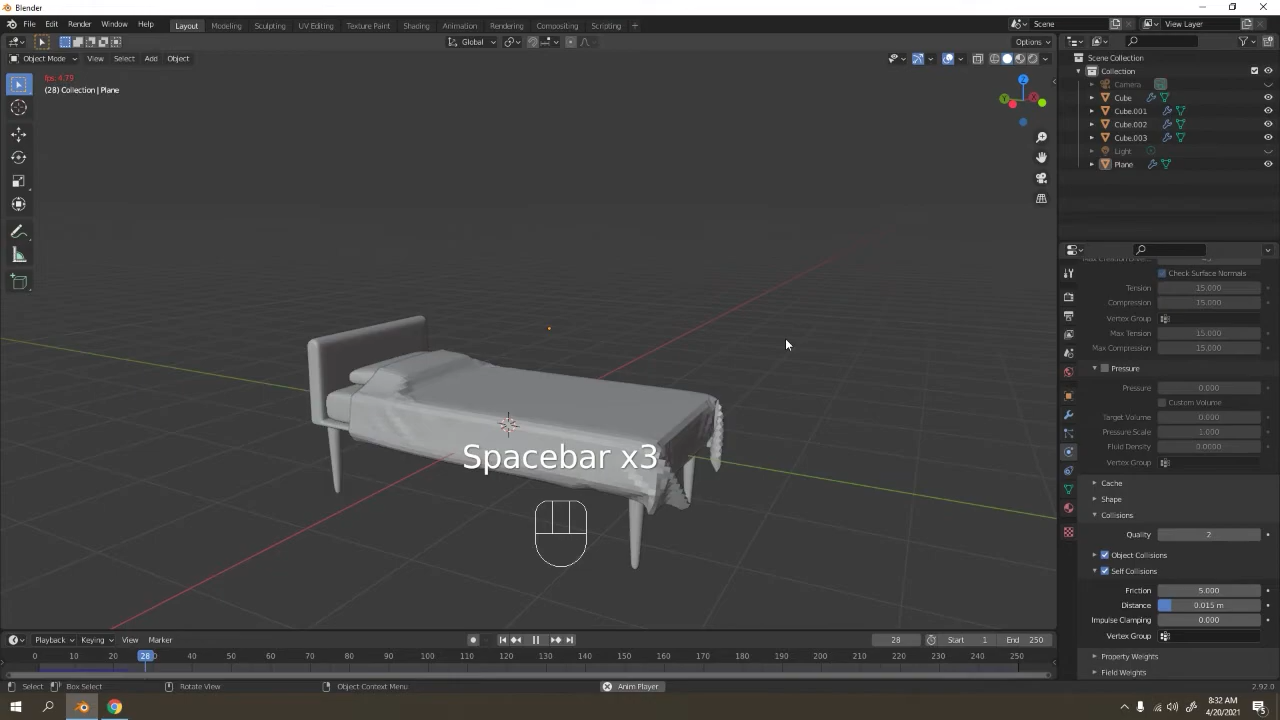 Blender
File Edit Render Window Help
Layout Modeling Sculpting UV Editing Texture Paint Shading Animation Rendering Compositing Scripting +
Scene
View Layer
Global
Options
Object Mode View Select Add Object
fps: 4.79
(28) Collection | Plane
Z
Y
X
Scene Collection
Collection
Camera
Cube
Cube.001
Cube.002
Cube.003
Light
Plane
Check Surface Normals
Tension 15.000
Compression 15.000
Vertex Group
Max Tension 15.000
Max Compression 15.000
Pressure
Pressure 0.000
Custom Volume
Target Volume 0.000
Pressure Scale 1.000
Fluid Density 0.0000
Vertex Group
Cache
Shape
Collisions
Quality 2
Object Collisions
Self Collisions
Friction 5.000
Distance 0.015 m
Impulse Clamping 0.000
Vertex Group
Property Weights
Field Weights
Spacebar x3
Playback Keying View Marker
28 Start 1 End 250
0 10 20 28 40 50 60 70 80 90 100 110 120 130 140 150 160 170 180 190 200 210 220 230 240 250
Select Box Select Rotate View Object Context Menu Anim Player 2.92.0
8:32 AM
4/20/2021